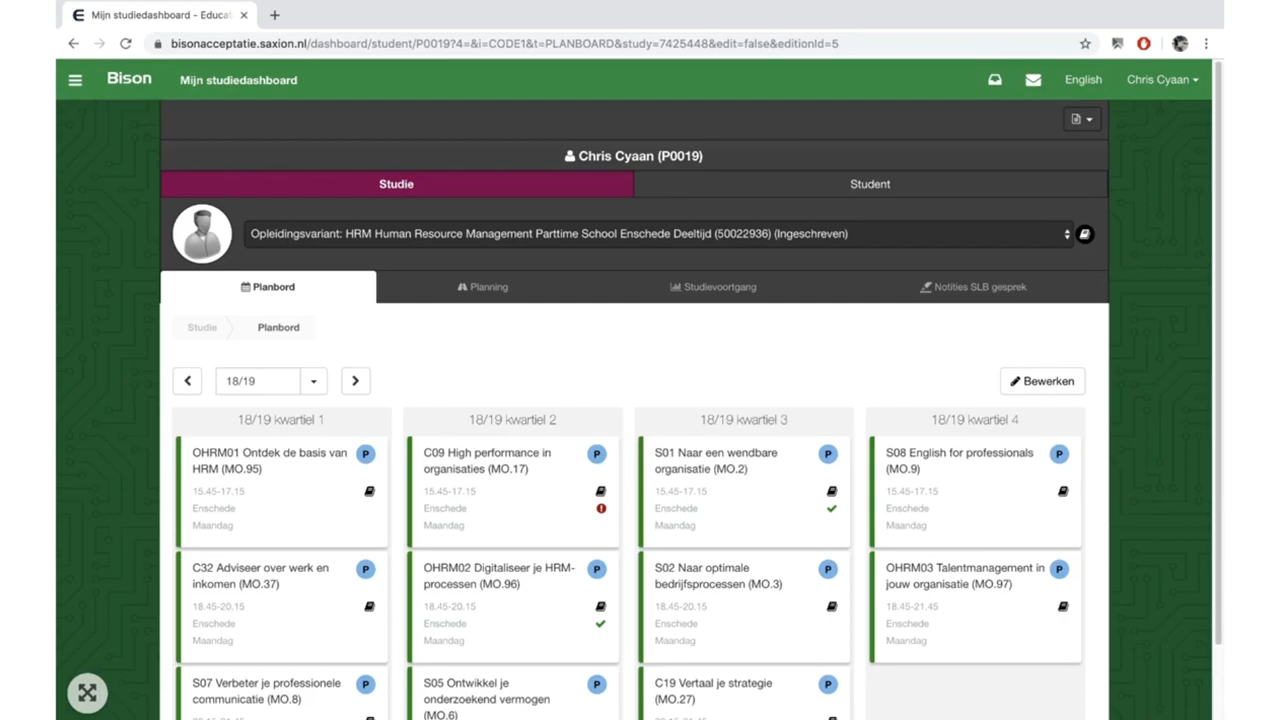 Mijn studiedashboard - Educat
bisonacceptatie.saxion.nl/dashboard/student/P0019?4=&i=CODE1&t=PLANBOARD&study=7425448&edit=false&editionId=5
Bison Mijn studiedashboard English Chris Cyaan
Chris Cyaan (P0019)
Studie Student
Opleidingsvariant: HRM Human Resource Management Parttime School Enschede Deeltijd (50022936) (Ingeschreven)
Planbord Planning Studievoortgang Notities SLB gesprek
Studie Planbord
18/19 Bewerken
18/19 kwartiel 1
OHRM01 Ontdek de basis van
HRM (MO.95)
P
15.45-17.15
Enschede
Maandag
C32 Adviseer over werk en
inkomen (MO.37)
P
18.45-20.15
Enschede
Maandag
S07 Verbeter je professionele
communicatie (MO.8)
P
18/19 kwartiel 2
C09 High performance in
organisaties (MO.17)
P
15.45-17.15
Enschede
Maandag
OHRM02 Digitaliseer je HRM-
processen (MO.96)
P
18.45-20.15
Enschede
Maandag
S05 Ontwikkel je
onderzoekend vermogen
(MO.6)
P
18/19 kwartiel 3
S01 Naar een wendbare
organisatie (MO.2)
P
15.45-17.15
Enschede
Maandag
S02 Naar optimale
bedrijfsprocessen (MO.3)
P
18.45-20.15
Enschede
Maandag
C19 Vertaal je strategie
(MO.27)
P
18/19 kwartiel 4
S08 English for professionals
(MO.9)
P
15.45-17.15
Enschede
Maandag
OHRM03 Talentmanagement in
jouw organisatie (MO.97)
P
18.45-21.45
Enschede
Maandag